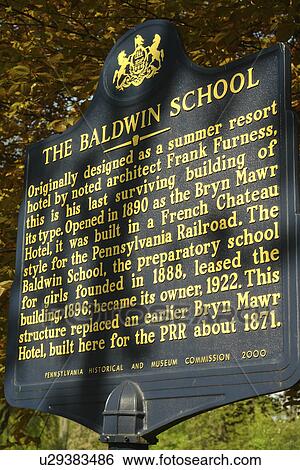 THE BALDWIN SCHOOL
Originally designed as a summer resort
hotel by noted architect Frank Furness,
this is his last surviving building of
its type. Opened in 1890 as the Bryn Mawr
Hotel, it was built in a French Chateau
style for the Pennsylvania Railroad. The
Baldwin School, the preparatory school
for girls founded in 1888, leased the
building, 1896; became its owner, 1922. This
structure replaced an earlier Bryn Mawr
Hotel, built here for the PRR about 1871.
PENNSYLVANIA HISTORICAL AND MUSEUM COMMISSION 2000
u29383486 www.fotosearch.com